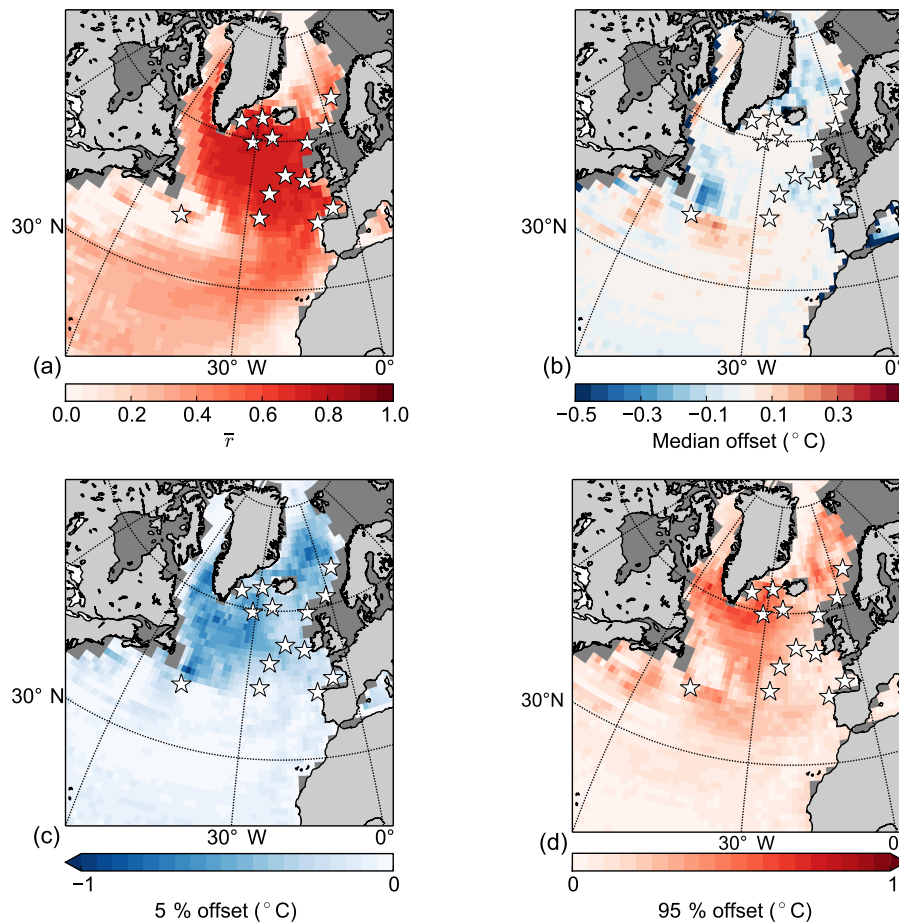 30° N
30° W
0°
(a)
0.0 0.2 0.4 0.6 0.8 1.0
r̅
30° N
30° W
0°
(b)
−0.5 −0.3 −0.1 0.1 0.3
Median offset (°C)
30° N
30° W
0°
(c)
−1 0
5 % offset (°C)
30°N
30° W
0
(d)
0 1
95 % offset (°C)